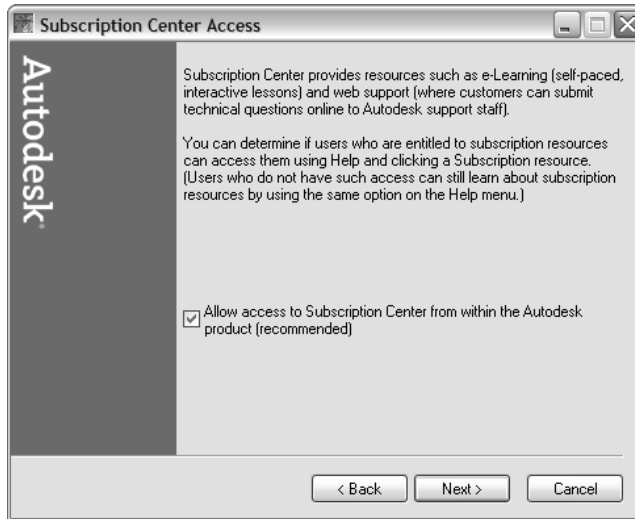 Subscription Center Access
Autodesk
Subscription Center provides resources such as e-Learning (self-paced,
interactive lessons) and web support (where customers can submit
technical questions online to Autodesk support staff).
You can determine if users who are entitled to subscription resources
can access them using Help and clicking a Subscription resource.
(Users who do not have such access can still learn about subscription
resources by using the same option on the Help menu.)
Allow access to Subscription Center from within the Autodesk
product (recommended)
< Back
Next >
Cancel